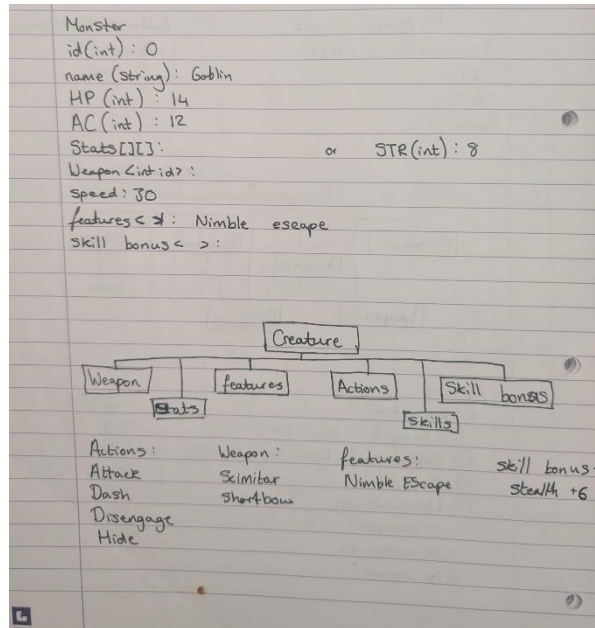 Monster
id(int) : 0
name (string) : Goblin
HP (int) : 14
AC (int) : 12
Stats[][] : or STR(int) : 8
Weapon <int id> :
speed : 30
features < > : Nimble eseape
skill bonus < > :
Creature
Weapon features Actions Skill bonus
Stats Skills
Actions : Weapon : features : skill bonus
Attack Scimitar Nimble EScape stealth +6
Dash shortbow
Disengage
Hide